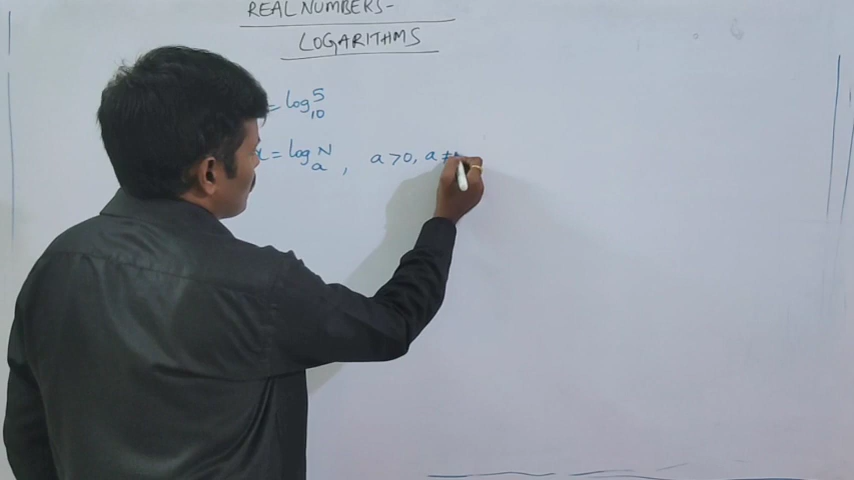 REAL NUMBERS-
LOGARITHMS
= log 5 10
x = log N a , a > 0, a ≠